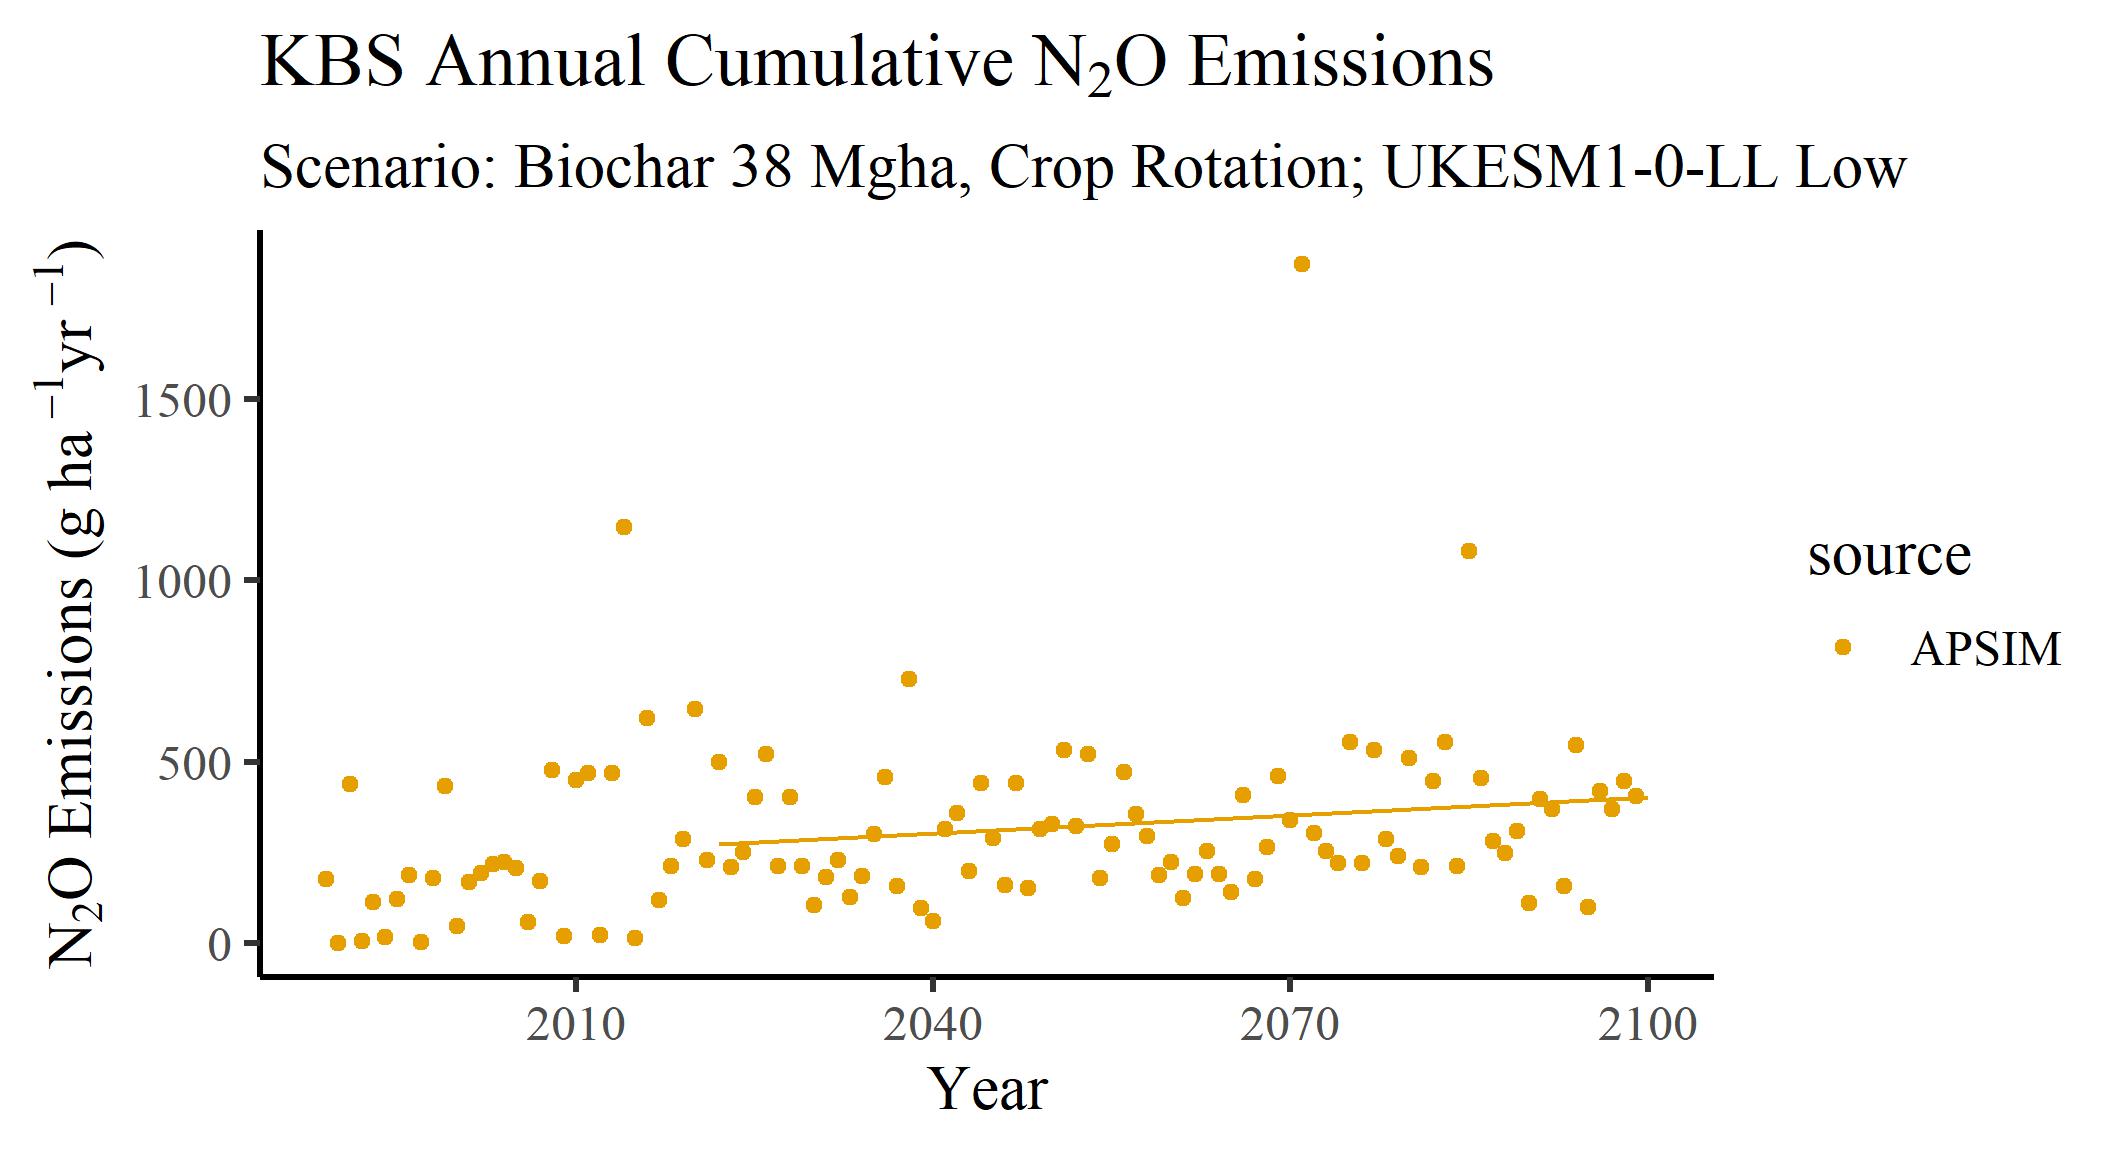 KBS Annual Cumulative N₂O Emissions
Scenario: Biochar 38 Mgha, Crop Rotation; UKESM1-0-LL Low
N₂O Emissions (g ha⁻¹yr⁻¹)
1500
1000
500
0
2010 2040 2070 2100
Year
source
APSIM